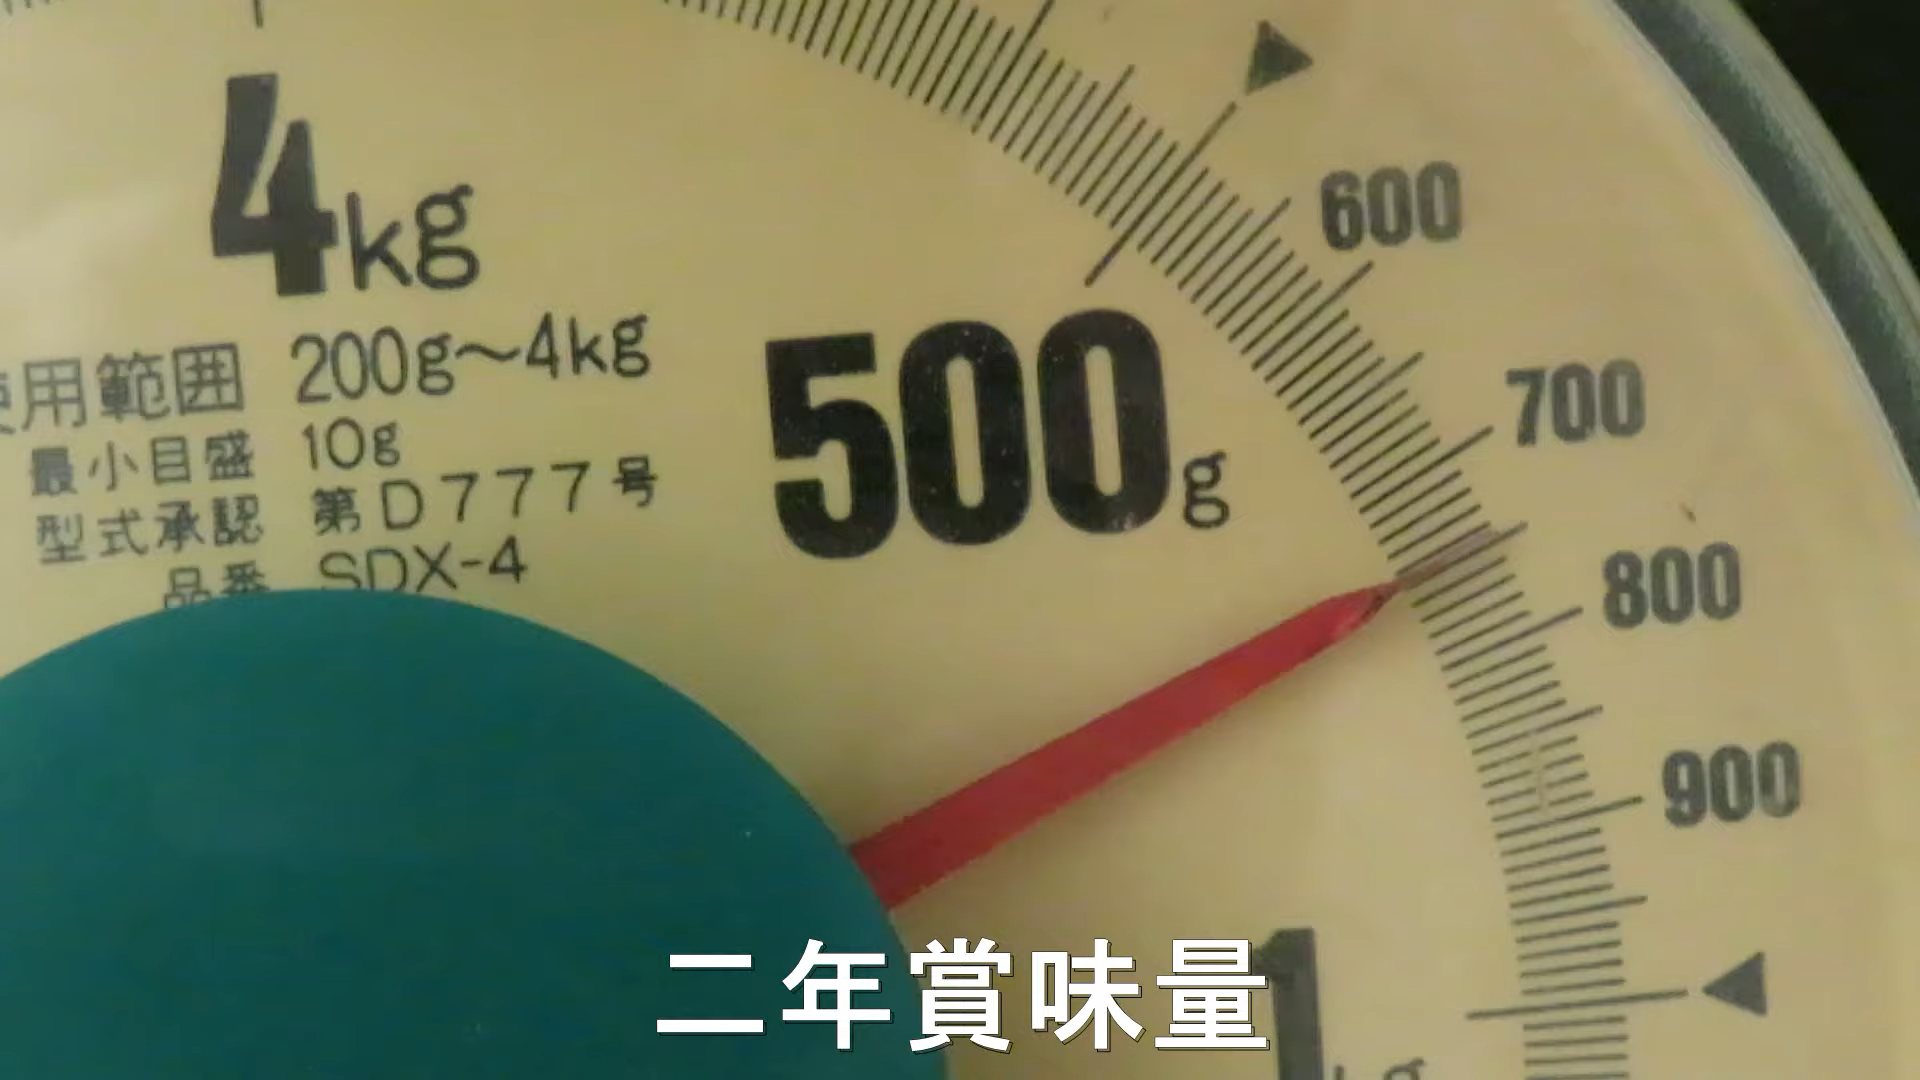 4kg
600
700
500g
800
900
使用範囲 200g～4kg
最小目盛 10g
型式承認 第D777号
品番 SDX-4
1
二年賞味量